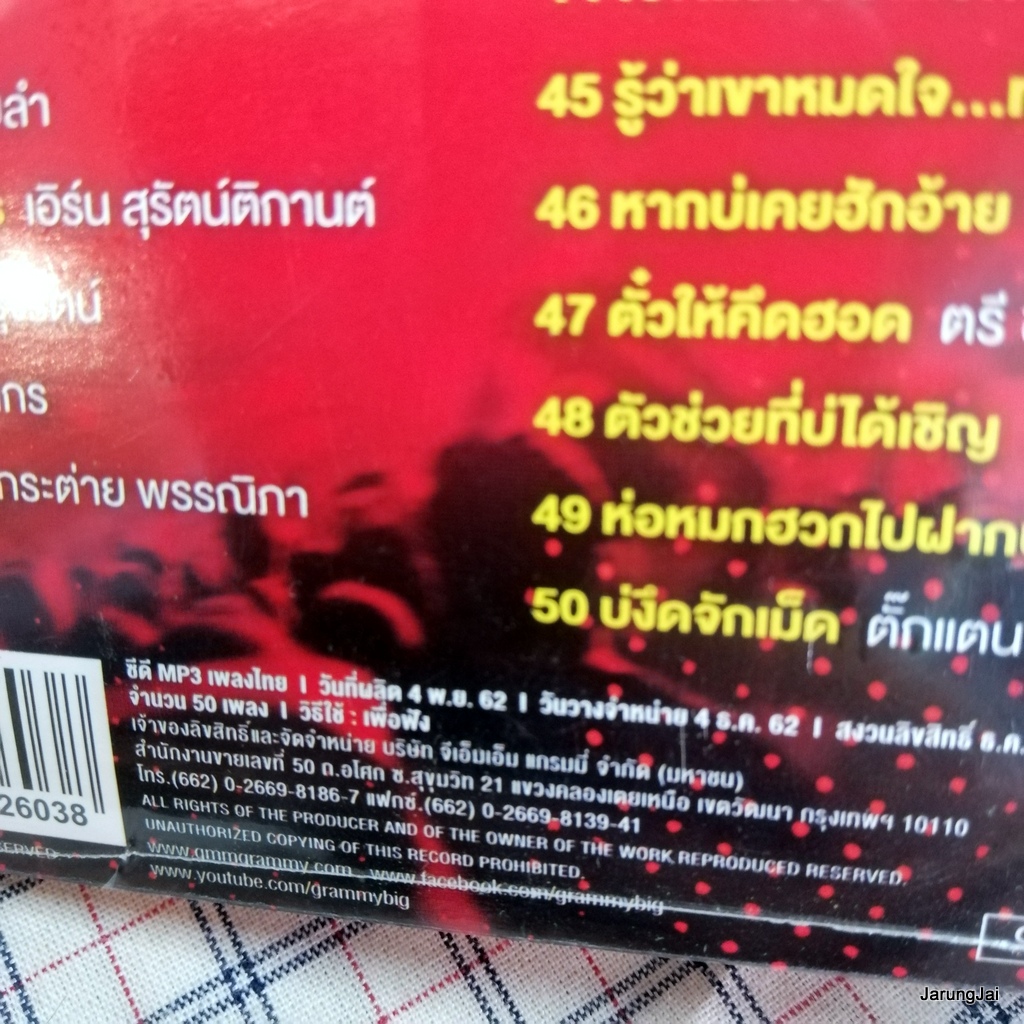 ลำ
เอิร์น สุรัตน์ติกานต์
กร
กระต่าย พรรณิภา
45 รู้ว่าเขาหมดใจ...
46 หากบ่เคยฮักอ้าย
47 ตั๋วให้คึดฮอด ตรี
48 ตัวช่วยที่บ่ได้เชิญ
49 ห่อหมกฮวกไปฝาก
50 บ่งึดจักเม็ด ตั๊กแตน
26038
ซีดี MP3 เพลงไทย | วันที่ผลิต 4 พ.ย. 62 | วันวางจำหน่าย 4 ธ.ค. 62 | สงวนลิขสิทธิ์ ธ.ค.
จำนวน 50 เพลง | วิธีใช้ : เพื่อฟัง
เจ้าของลิขสิทธิ์และจัดจำหน่าย บริษัท จีเอ็มเอ็ม แกรมมี่ จำกัด (มหาชน)
สำนักงานขายเลขที่ 50 ถ.อโศก ซ.สุขุมวิท 21 แขวงคลองเตยเหนือ เขตวัฒนา กรุงเทพฯ 10110
โทร.(662) 0-2669-8186-7 แฟกซ์.(662) 0-2669-8139-41
ALL RIGHTS OF THE PRODUCER AND OF THE OWNER OF THE WORK REPRODUCED RESERVED.
UNAUTHORIZED COPYING OF THIS RECORD PROHIBITED.
www.gmmgrammy.com www.facebook.com/grammybig
www.youtube.com/grammybig
JarungJai